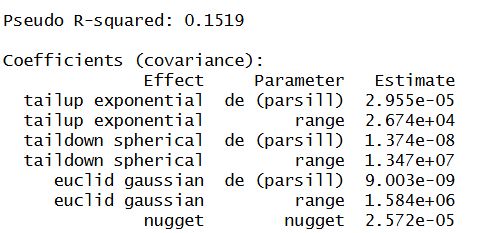 Pseudo R-squared: 0.1519
Coefficients (covariance):
Effect Parameter Estimate
tailup exponential de (parsill) 2.955e-05
tailup exponential range 2.674e+04
taildown spherical de (parsill) 1.374e-08
taildown spherical range 1.347e+07
euclid gaussian de (parsill) 9.003e-09
euclid gaussian range 1.584e+06
nugget nugget 2.572e-05